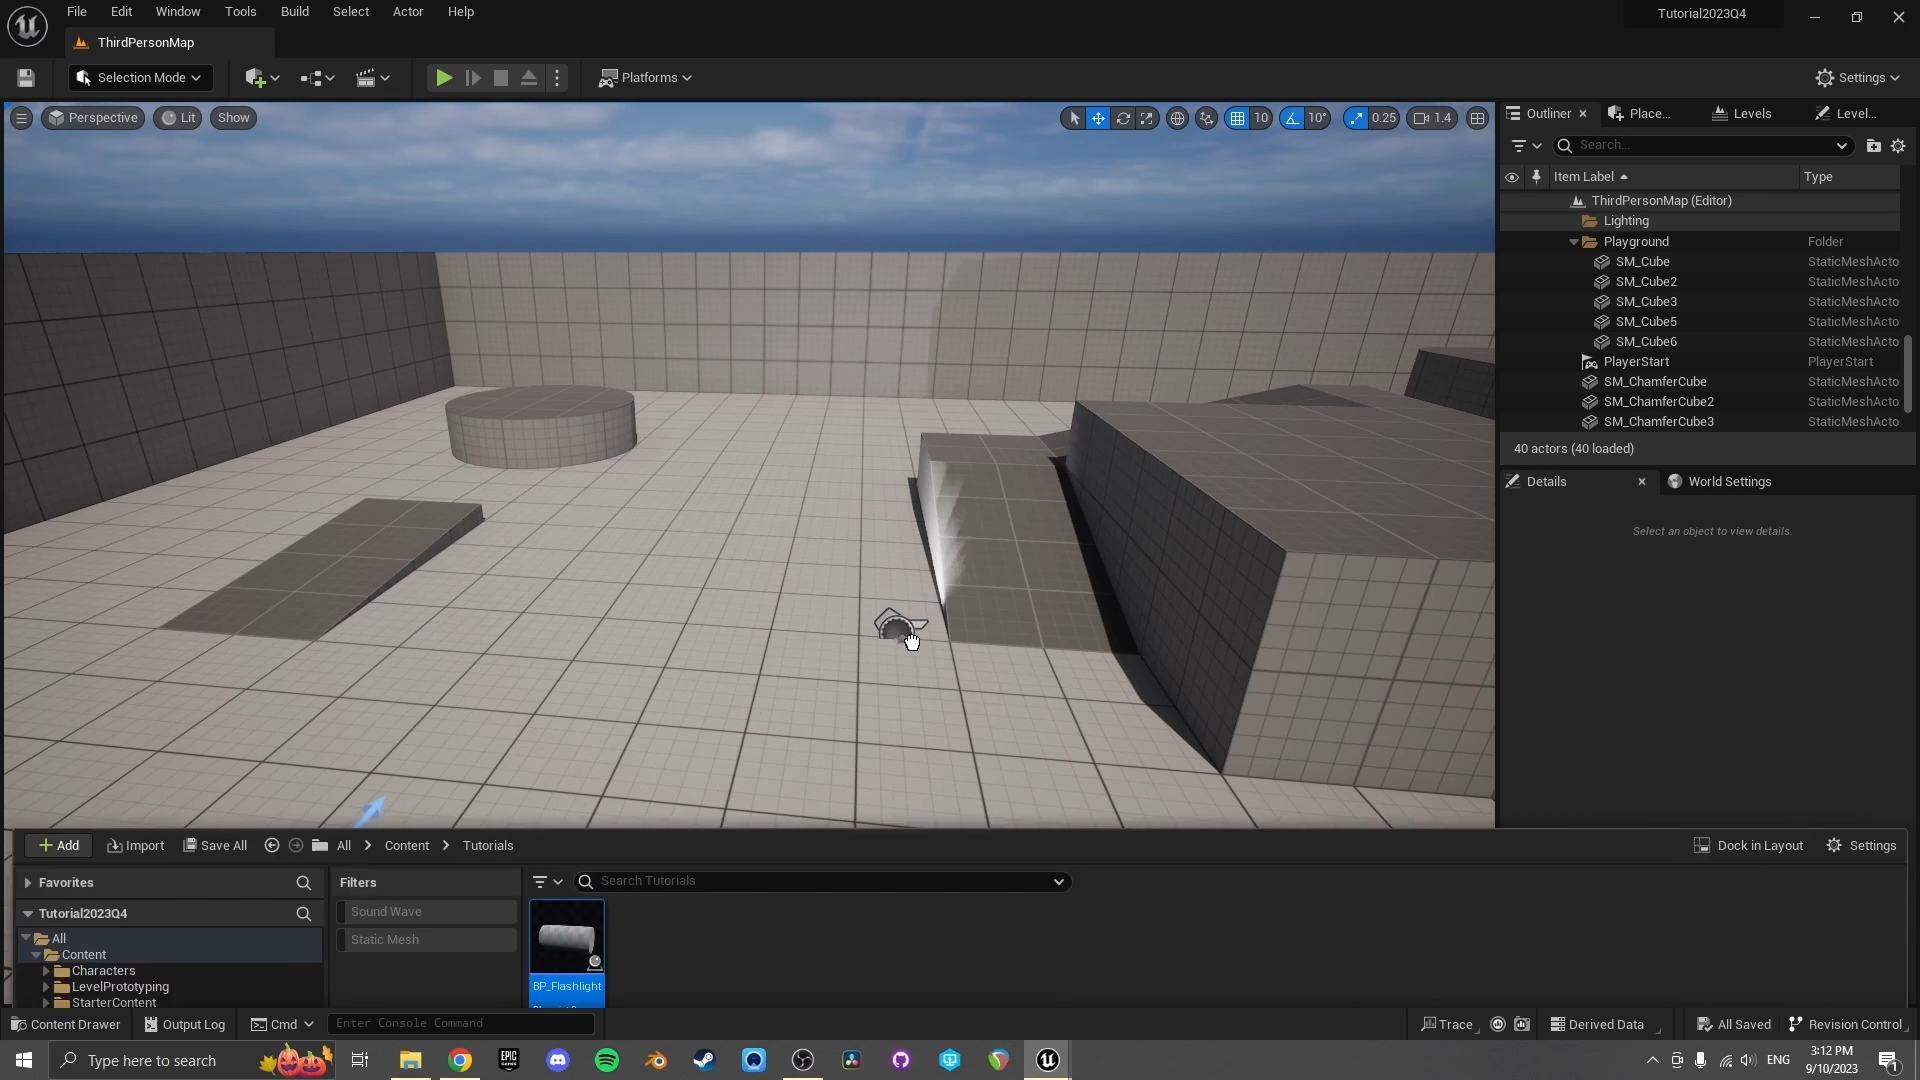 File Edit Window Tools Build Select Actor Help
Tutorial2023Q4
ThirdPersonMap
Selection Mode
Platforms
Settings
Perspective
Lit
Show
10
10°
0.25
1.4
Outliner
Place...
Levels
Level...
Search...
Item Label
Type
ThirdPersonMap (Editor)
Lighting
Playground Folder
SM_Cube StaticMeshActo
SM_Cube2 StaticMeshActo
SM_Cube3 StaticMeshActo
SM_Cube5 StaticMeshActo
SM_Cube6 StaticMeshActo
PlayerStart PlayerStart
SM_ChamferCube StaticMeshActo
SM_ChamferCube2 StaticMeshActo
SM_ChamferCube3 StaticMeshActo
40 actors (40 loaded)
Details
World Settings
Select an object to view details.
Add
Import
Save All
All
Content
Tutorials
Dock in Layout
Settings
Favorites
Filters
Search Tutorials
Tutorial2023Q4
Sound Wave
Static Mesh
All
Content
Characters
LevelPrototyping
StarterContent
BP_Flashlight
Content Drawer
Output Log
Cmd
Enter Console Command
Trace
Derived Data
All Saved
Revision Control
Type here to search
EPIC
GAMES
ENG
3:12 PM
9/10/2023
1